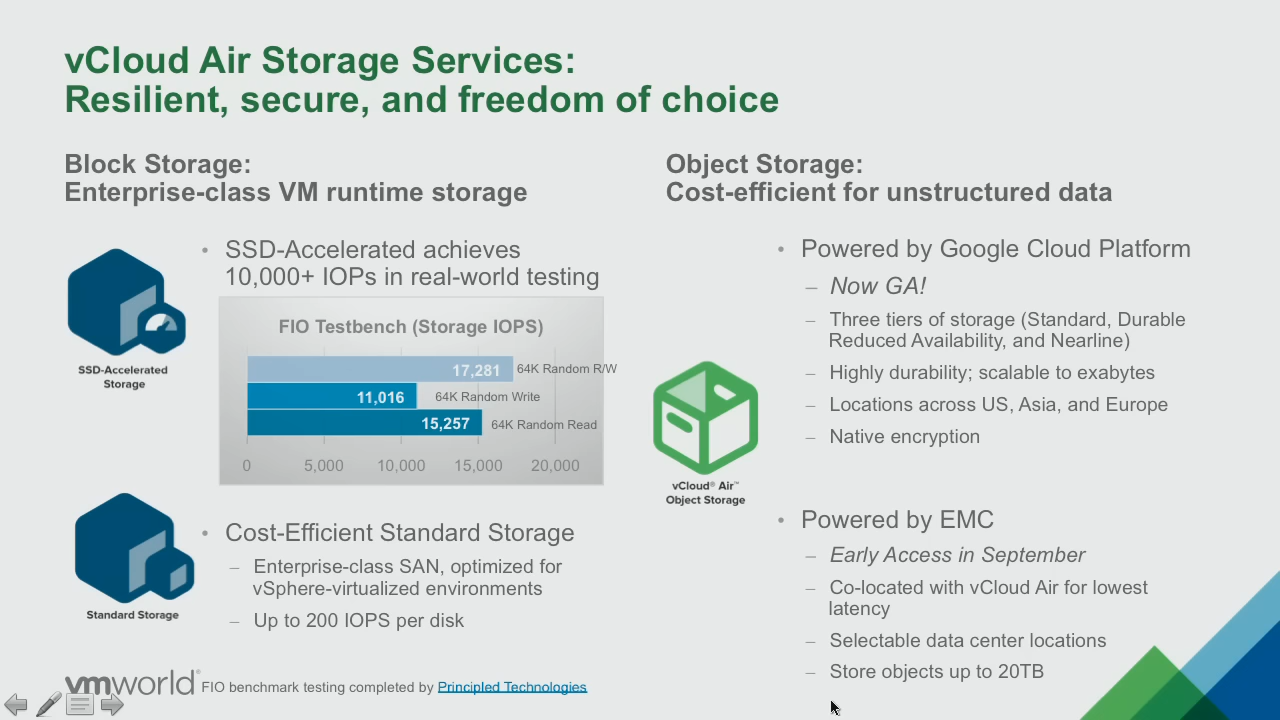 vCloud Air Storage Services:
Resilient, secure, and freedom of choice
Block Storage:
Enterprise-class VM runtime storage
• SSD-Accelerated achieves
10,000+ IOPs in real-world testing
SSD-Accelerated
Storage
FIO Testbench (Storage IOPS)
17,281 64K Random R/W
11,016 64K Random Write
15,257 64K Random Read
0 5,000 10,000 15,000 20,000
• Cost-Efficient Standard Storage
– Enterprise-class SAN, optimized for
vSphere-virtualized environments
– Up to 200 IOPS per disk
Standard Storage
Object Storage:
Cost-efficient for unstructured data
• Powered by Google Cloud Platform
– Now GA!
– Three tiers of storage (Standard, Durable
Reduced Availability, and Nearline)
– Highly durability; scalable to exabytes
– Locations across US, Asia, and Europe
– Native encryption
vCloud® Air™
Object Storage
• Powered by EMC
– Early Access in September
– Co-located with vCloud Air for lowest
latency
– Selectable data center locations
– Store objects up to 20TB
vmworld®
FIO benchmark testing completed by Principled Technologies